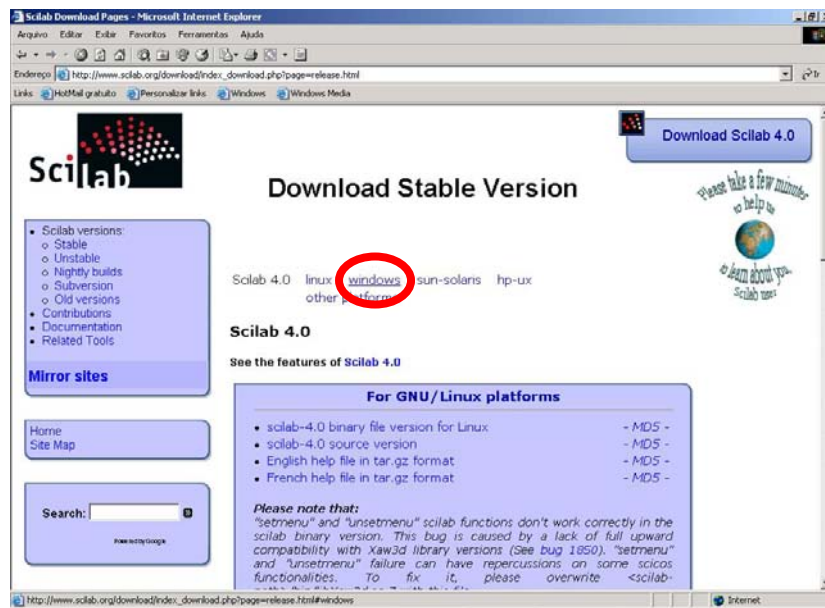 Scilab Download Pages - Microsoft Internet Explorer
Arquivo Editar Exibir Favoritos Ferramentas Ajuda
Endereço http://www.scilab.org/download/index_download.php?page=release.html
Links HotMail gratuito Personalizar links Windows Windows Media
Scilab
Download Scilab 4.0
Download Stable Version
Please take a few minutes
to help us
to learn about you-
Scilab user
Scilab versions:
Stable
Unstable
Nightly builds
Subversion
Old versions
Contributions
Documentation
Related Tools
Mirror sites
Home
Site Map
Search:
Powered by Google
Scilab 4.0 linux windows sun-solaris hp-ux
other
Scilab 4.0
See the features of Scilab 4.0
For GNU/Linux platforms
scilab-4.0 binary file version for Linux - MD5 -
scilab-4.0 source version - MD5 -
English help file in tar.gz format - MD5 -
French help file in tar.gz format - MD5 -
Please note that:
"setmenu" and "unsetmenu" scilab functions don't work correctly in the
scilab binary version. This bug is caused by a lack of full upward
compatibility with Xaw3d library versions (See bug 1850). "setmenu"
and "unsetmenu" failure can have repercussions on some scicos
functionalities. To fix it, please overwrite <scilab-
http://www.scilab.org/download/index_download.php?page=release.html#windows
Internet